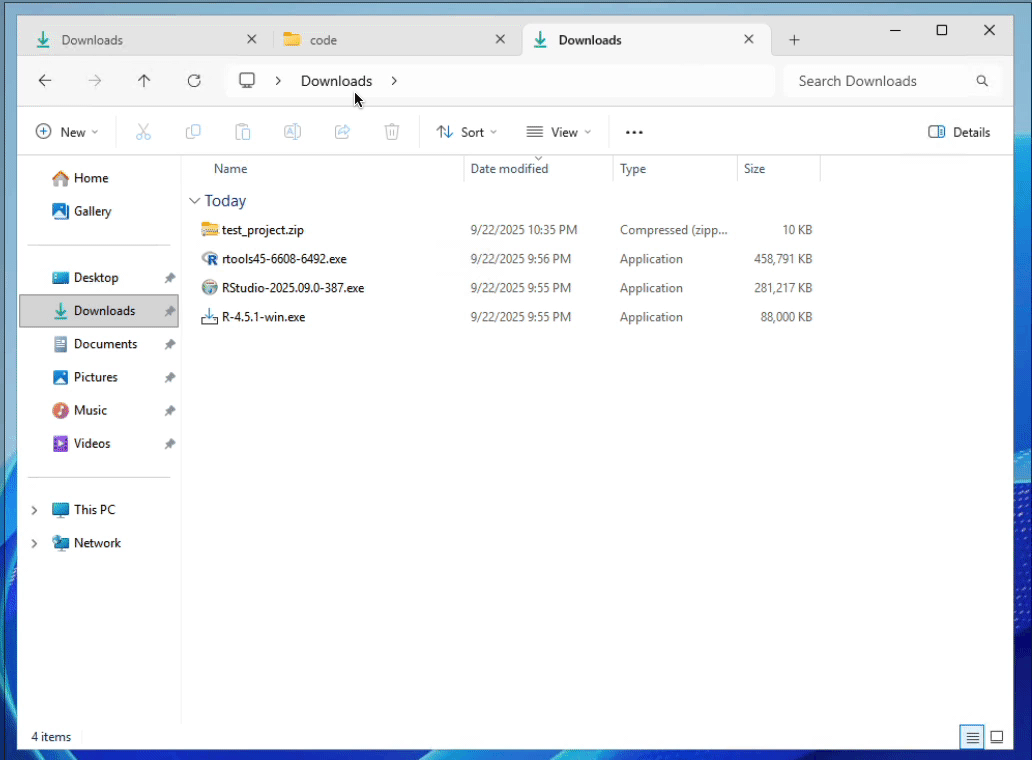 Downloads code Downloads
Downloads Search Downloads
New Sort View Details
Name Date modified Type Size
Home
Gallery
Desktop
Downloads
Documents
Pictures
Music
Videos
This PC
Network
Today
test_project.zip 9/22/2025 10:35 PM Compressed (zipp... 10 KB
rtools45-6608-6492.exe 9/22/2025 9:56 PM Application 458,791 KB
RStudio-2025.09.0-387.exe 9/22/2025 9:55 PM Application 281,217 KB
R-4.5.1-win.exe 9/22/2025 9:55 PM Application 88,000 KB
4 items